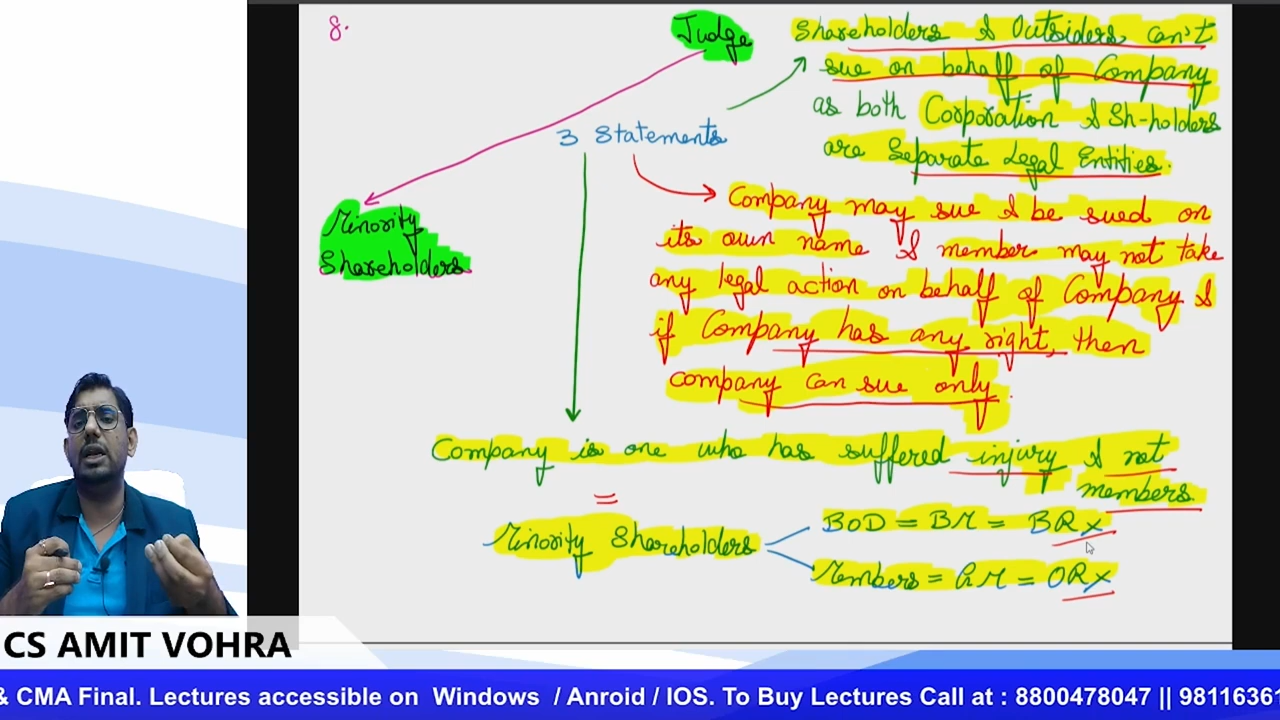 8.
Judge
Shareholders & Outsiders can't
sue on behalf of Company
as both Corporation & Sh-holders
are Separate Legal Entities.
3 Statements
Minority
Shareholders
Company may sue & be sued on
its own name & member may not take
any legal action on behalf of Company &
if Company has any right, then
company can sue only.
Company is one who has suffered injury & not
members.
=
Minority Shareholders
BOD = BM = BR x
Members = GM = OR x
CS AMIT VOHRA
& CMA Final. Lectures accessible on Windows / Anroid / IOS. To Buy Lectures Call at : 8800478047 || 98116361